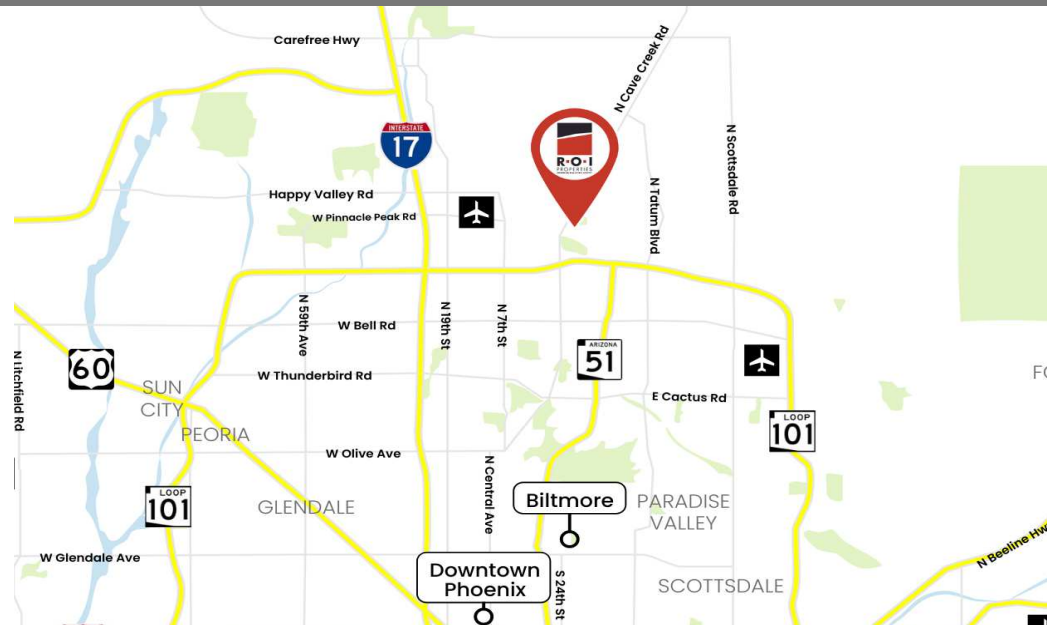 Carefree Hwy
N Cave Creek Rd
INTERSTATE
17
R•O•I
PROPERTIES
N Scottsdale Rd
Happy Valley Rd
W Pinnacle Peak Rd
N Tatum Blvd
N 59th Ave
N 19th St
N 7th St
W Bell Rd
ARIZONA
51
N Litchfield Rd
60
SUN
CITY
W Thunderbird Rd
E Cactus Rd
FO
PEORIA
LOOP
101
W Olive Ave
N Central Ave
LOOP
101
GLENDALE
Biltmore
PARADISE
VALLEY
W Glendale Ave
Downtown
Phoenix
S 24th St
SCOTTSDALE
N Beeline Hw